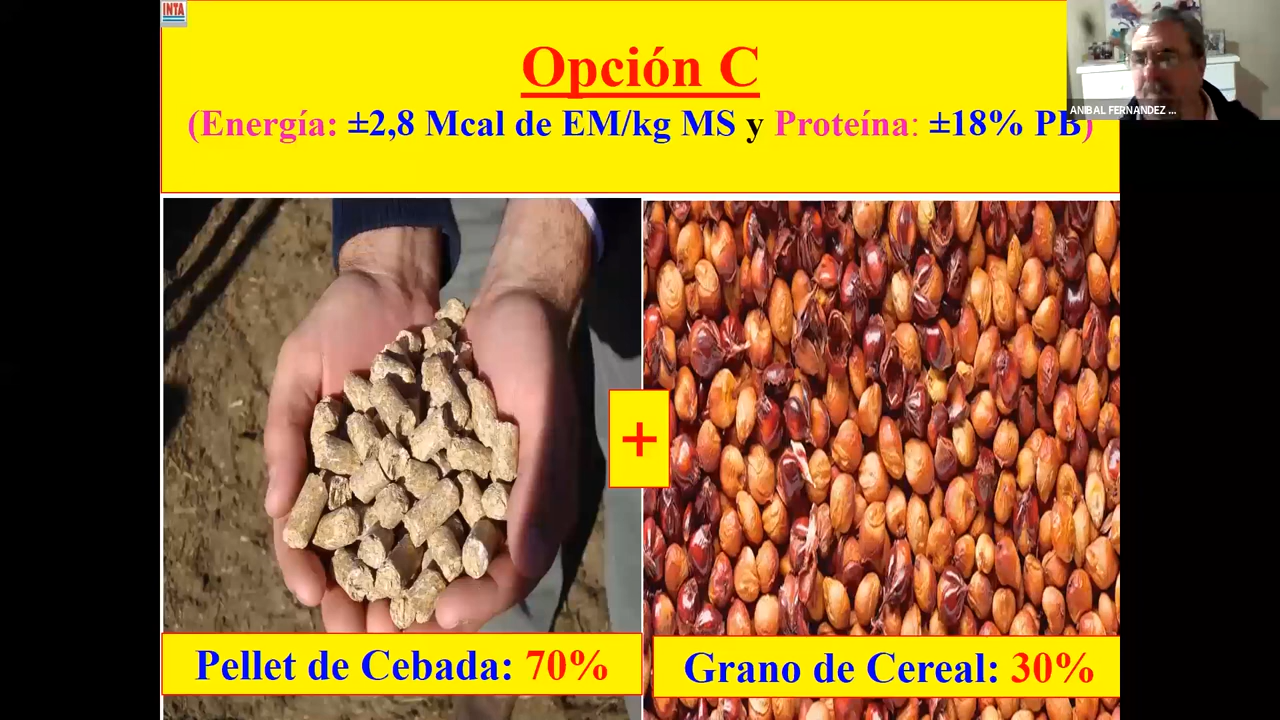 INTA
Opción C
(Energía: ±2,8 Mcal de EM/kg MS y Proteína: ±18% PB)
ANIBAL FERNANDEZ ...
+
Pellet de Cebada: 70%
Grano de Cereal: 30%